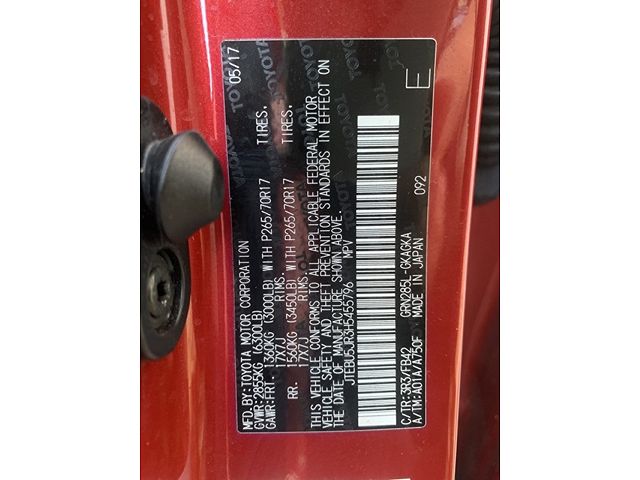 MFD.BY:TOYOTA MOTOR CORPORATION 05/17
GVWR:2855KG(6300LB)
GAWR:FRT. 1360KG (3000LB) WITH P265/70R17 TIRES,
17X7J RIMS.
RR. 1560KG (3450LB) WITH P265/70R17 TIRES,
17X7J RIMS.
THIS VEHICLE CONFORMS TO ALL APPLICABLE FEDERAL MOTOR
VEHICLE SAFETY AND THEFT PREVENTION STANDARDS IN EFFECT ON
THE DATE OF MANUFACTURE SHOWN ABOVE.
JTEBU5JR3H5455796 MPV
C/TR:3R3/FB42 GRN285L-GKAGKA 092 E
A/TM:A01A/A750F MADE IN JAPAN